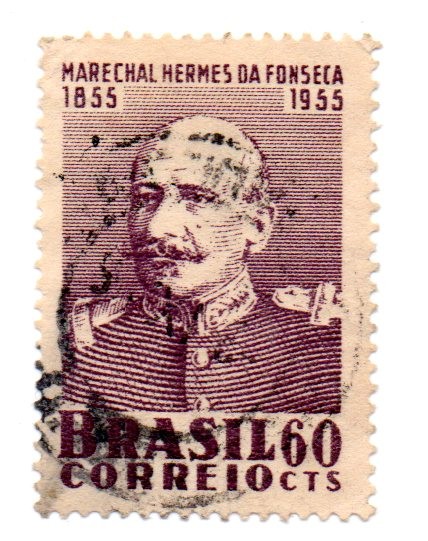 MARECHAL HERMES DA FONSECA
1855 1955
BRASIL 60
CORREIO CTS